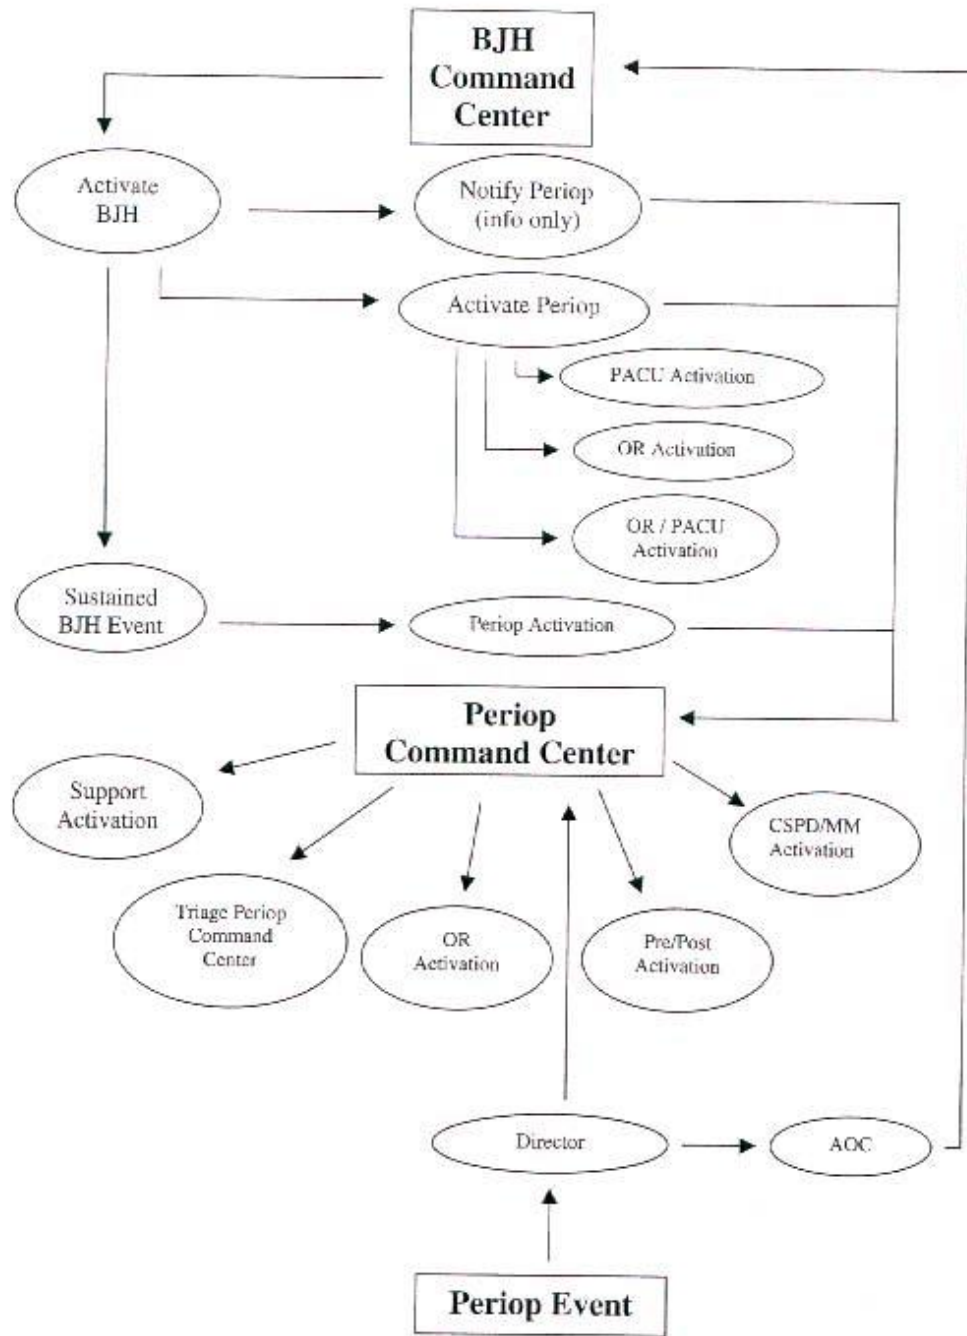 BJH
Command
Center
Activate
BJH
Notify Periop
(info only)
Activate Periop
PACU Activation
OR Activation
OR / PACU
Activation
Sustained
BJH Event
Periop Activation
Periop
Command Center
Support
Activation
CSPD/MM
Activation
Triage Periop
Command
Center
OR
Activation
Pre/Post
Activation
Director
AOC
Periop Event